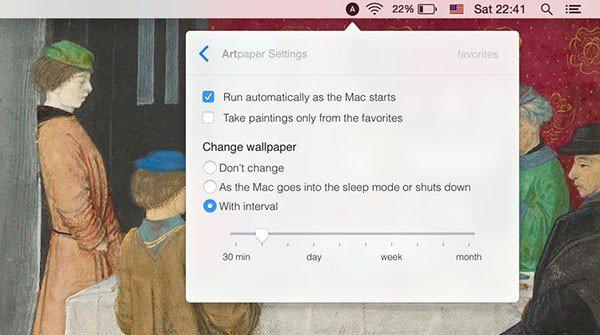 A 22% Sat 22:41
Artpaper Settings favorites
Run automatically as the Mac starts
Take paintings only from the favorites
Change wallpaper
Don't change
As the Mac goes into the sleep mode or shuts down
With interval
30 min day week month